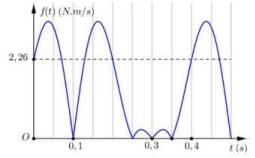 f(t) (N.m/s)
2,26
O
0,1
0,3
0,4
t (s)